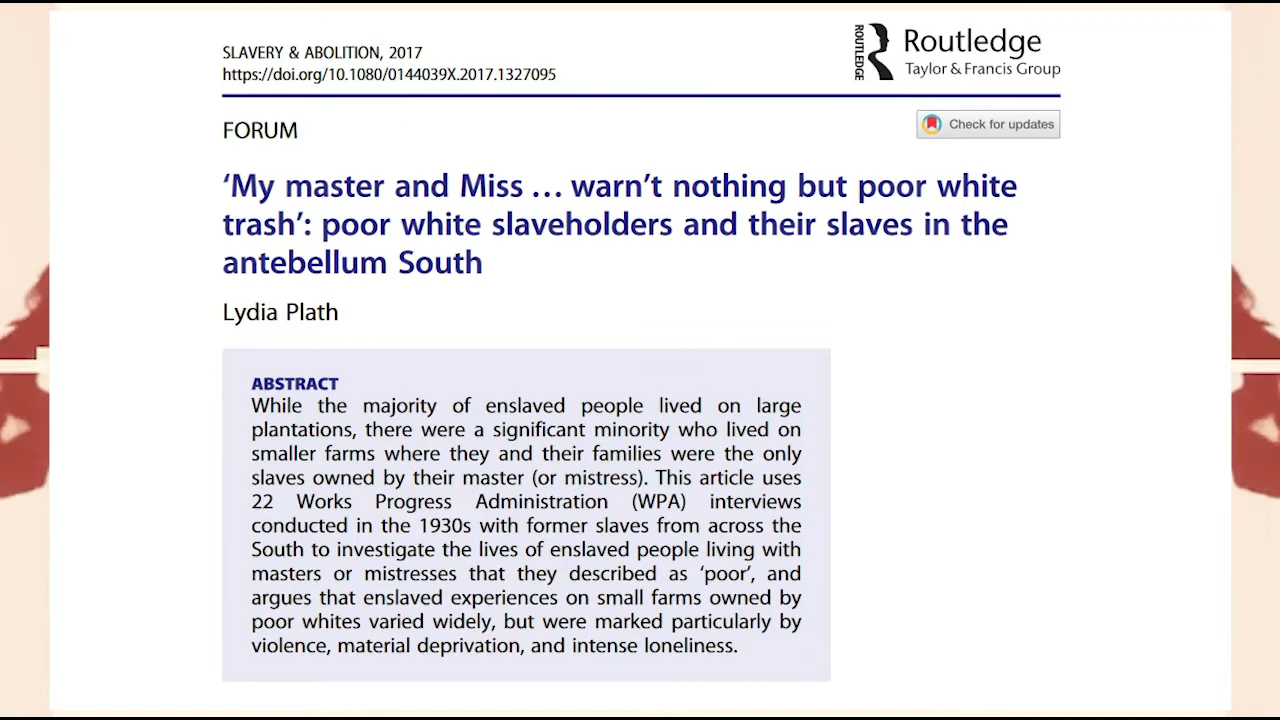 SLAVERY & ABOLITION, 2017
https://doi.org/10.1080/0144039X.2017.1327095
ROUTLEDGE
Routledge
Taylor & Francis Group
FORUM
Check for updates
‘My master and Miss … warn’t nothing but poor white
trash’: poor white slaveholders and their slaves in the
antebellum South
Lydia Plath
ABSTRACT
While the majority of enslaved people lived on large
plantations, there were a significant minority who lived on
smaller farms where they and their families were the only
slaves owned by their master (or mistress). This article uses
22 Works Progress Administration (WPA) interviews
conducted in the 1930s with former slaves from across the
South to investigate the lives of enslaved people living with
masters or mistresses that they described as ‘poor’, and
argues that enslaved experiences on small farms owned by
poor whites varied widely, but were marked particularly by
violence, material deprivation, and intense loneliness.